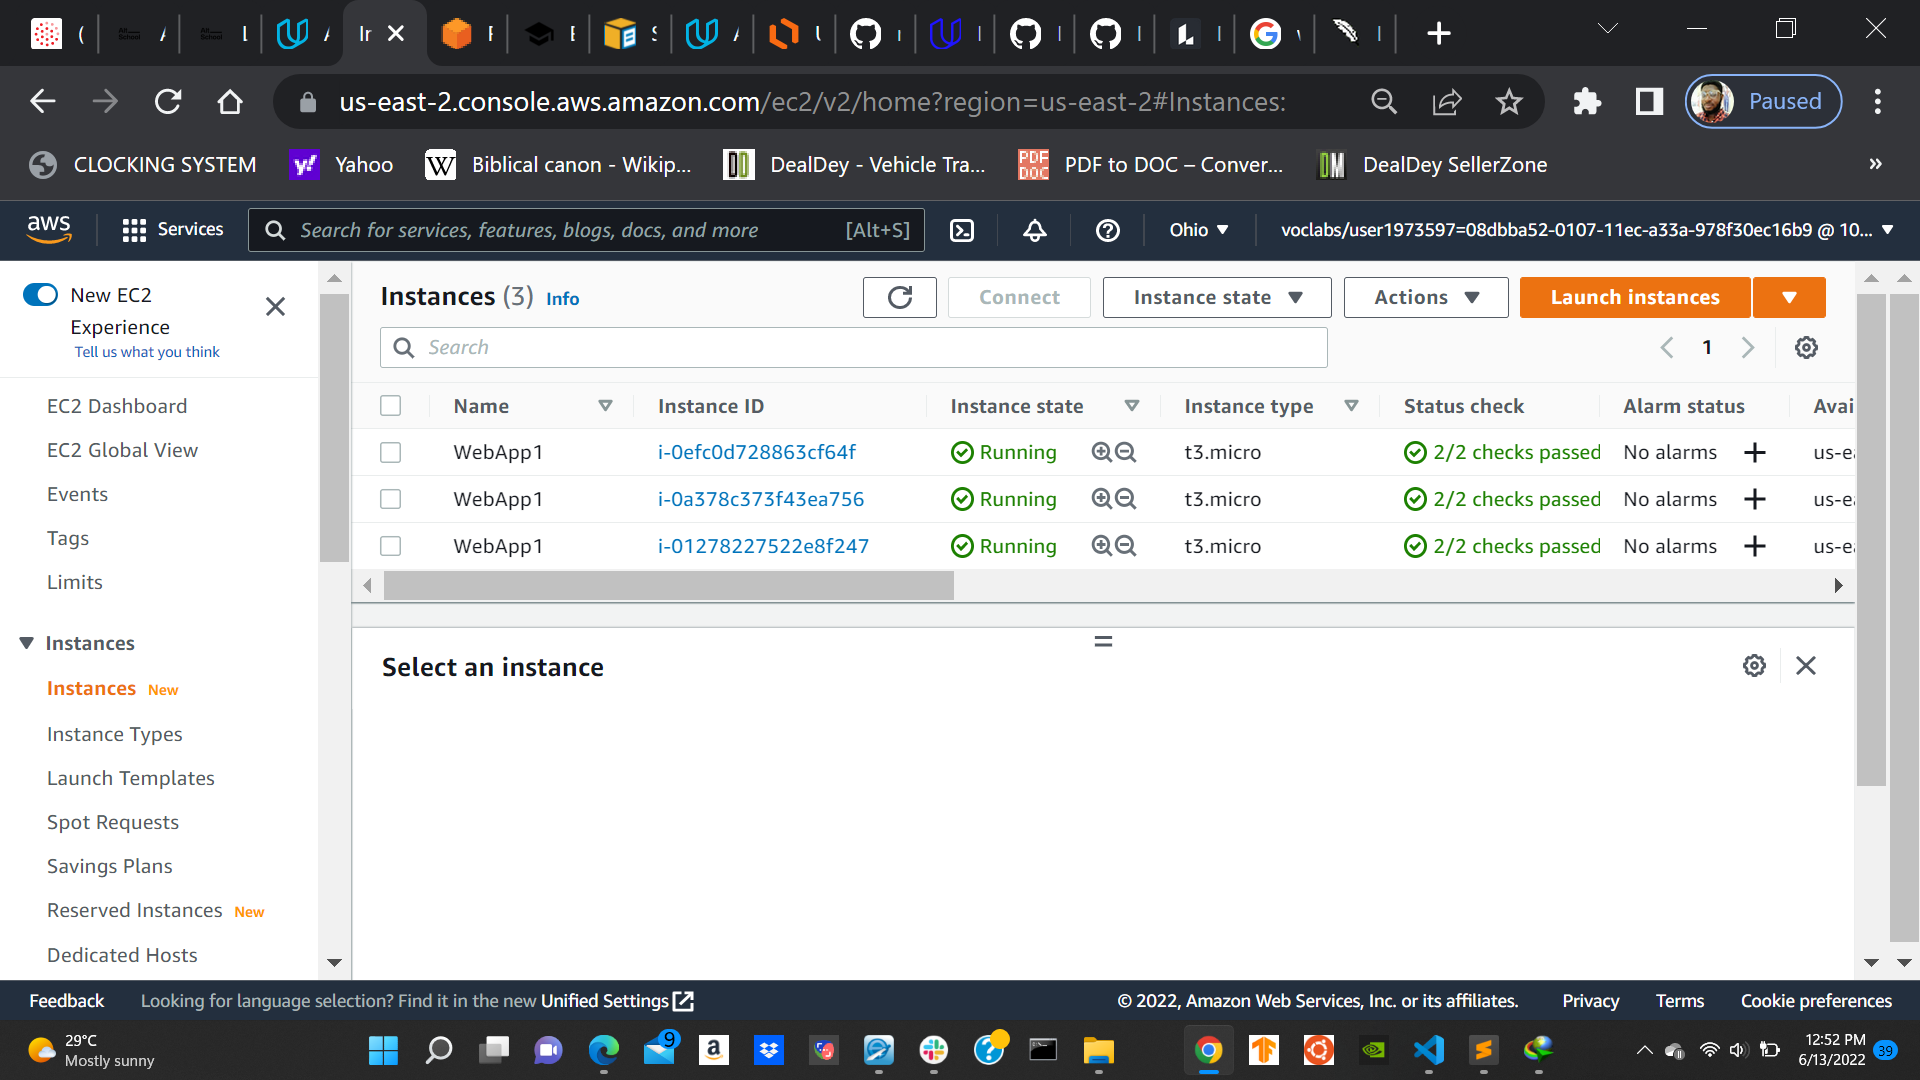 us-east-2.console.aws.amazon.com/ec2/v2/home?region=us-east-2#Instances:
Paused
CLOCKING SYSTEM
Yahoo
Biblical canon - Wikip...
DealDey - Vehicle Tra...
PDF to DOC – Conver...
DealDey SellerZone
»
aws
Services
Search for services, features, blogs, docs, and more
[Alt+S]
Ohio
voclabs/user1973597=08dbba52-0107-11ec-a33a-978f30ec16b9 @ 10...
New EC2
Experience
Tell us what you think
EC2 Dashboard
EC2 Global View
Events
Tags
Limits
Instances
Instances New
Instance Types
Launch Templates
Spot Requests
Savings Plans
Reserved Instances New
Dedicated Hosts
Instances (3) Info
Connect
Instance state
Actions
Launch instances
Search
1
Name Instance ID Instance state Instance type Status check Alarm status Avai
WebApp1 i-0efc0d728863cf64f Running t3.micro 2/2 checks passed No alarms us-ea
WebApp1 i-0a378c373f43ea756 Running t3.micro 2/2 checks passed No alarms us-ea
WebApp1 i-01278227522e8f247 Running t3.micro 2/2 checks passed No alarms us-ea
Select an instance
Feedback
Looking for language selection? Find it in the new Unified Settings
© 2022, Amazon Web Services, Inc. or its affiliates.
Privacy
Terms
Cookie preferences
29°C
Mostly sunny
9
12:52 PM
6/13/2022
39